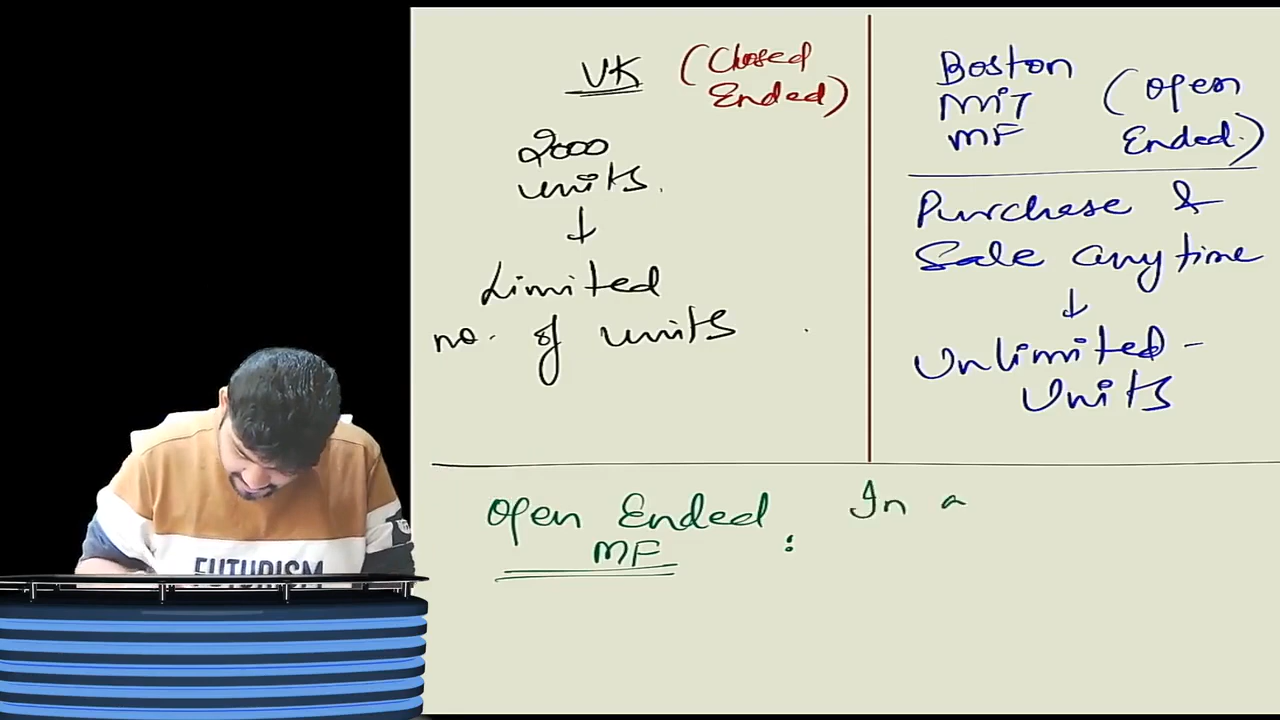 VK (Closed
Ended)
2000
units.
↓
Limited
no. of units
Boston
MIT (Open
MF Ended.)
Purchase &
Sale anytime
↓
Unlimited -
Units
Open Ended : In a
MF
FUTURISM